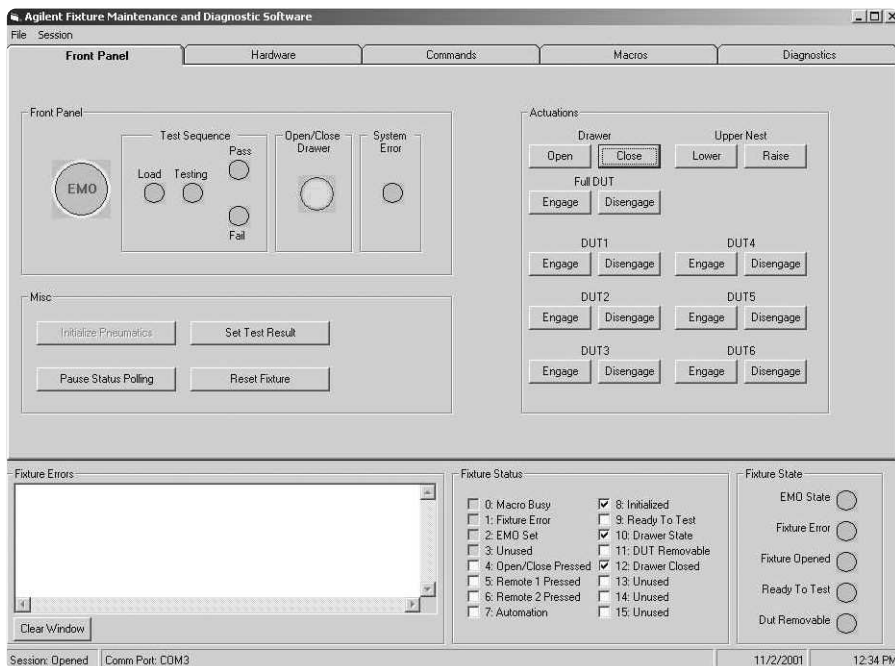 Agilent Fixture Maintenance and Diagnostic Software
File Session
Front Panel Hardware Commands Macros Diagnostics
Front Panel
EMO
Test Sequence
Load Testing
Pass
Fail
Open/Close
Drawer
System
Error
Misc
Initialize Pneumatics Set Test Result
Pause Status Polling Reset Fixture
Actuations
Drawer Upper Nest
Open Close Lower Raise
Full DUT
Engage Disengage
DUT1 DUT4
Engage Disengage Engage Disengage
DUT2 DUT5
Engage Disengage Engage Disengage
DUT3 DUT6
Engage Disengage Engage Disengage
Fixture Errors
Clear Window
Fixture Status
0: Macro Busy
1: Fixture Error
2: EMO Set
3: Unused
4: Open/Close Pressed
5: Remote 1 Pressed
6: Remote 2 Pressed
7: Automation
8: Initialized
9: Ready To Test
10: Drawer State
11: DUT Removable
12: Drawer Closed
13: Unused
14: Unused
15: Unused
Fixture State
EMO State
Fixture Error
Fixture Opened
Ready To Test
Dut Removable
Session: Opened Comm Port: COM3 11/2/2001 12:34 PM